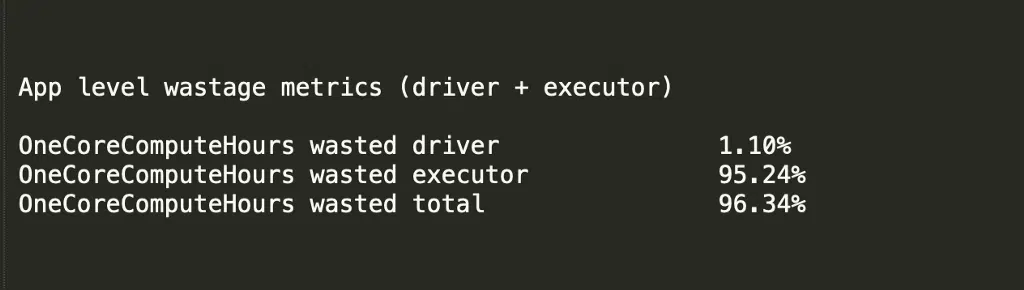 App level wastage metrics (driver + executor)
OneCoreComputeHours wasted driver 1.10%
OneCoreComputeHours wasted executor 95.24%
OneCoreComputeHours wasted total 96.34%